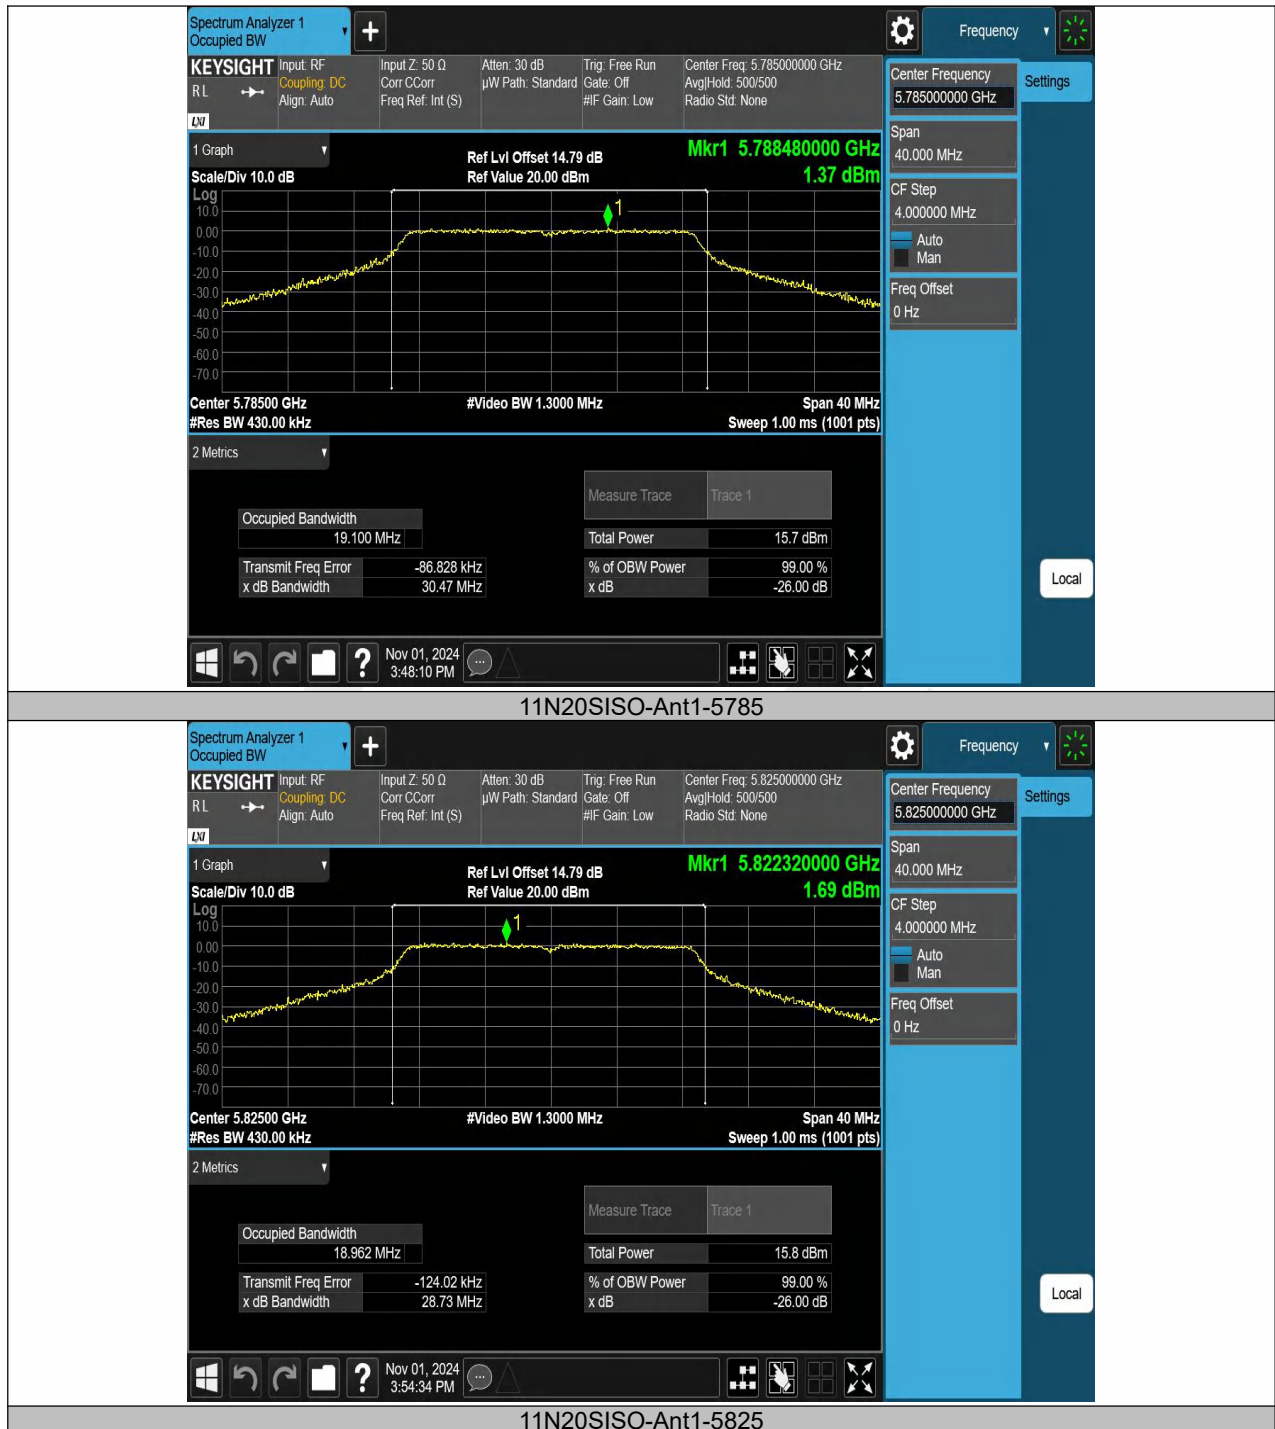 Spectrum Analyzer 1
Occupied BW
+
Frequency
KEYSIGHT
R L
LXI
Input: RF
Coupling: DC
Align: Auto
Input Z: 50 Ω
Corr CCorr
Freq Ref: Int (S)
Atten: 30 dB
µW Path: Standard
Trig: Free Run
Gate: Off
#IF Gain: Low
Center Freq: 5.785000000 GHz
Avg|Hold: 500/500
Radio Std: None
Center Frequency
5.785000000 GHz
Settings
Span
40.000 MHz
CF Step
4.000000 MHz
Auto
Man
Freq Offset
0 Hz
Local
1 Graph
Scale/Div 10.0 dB
Ref Lvl Offset 14.79 dB
Ref Value 20.00 dBm
Mkr1 5.788480000 GHz
1.37 dBm
Log
10.0
0.00
-10.0
-20.0
-30.0
-40.0
-50.0
-60.0
-70.0
1
Center 5.78500 GHz
#Video BW 1.3000 MHz
Span 40 MHz
#Res BW 430.00 kHz
Sweep 1.00 ms (1001 pts)
2 Metrics
Measure Trace Trace 1
Occupied Bandwidth
19.100 MHz
Total Power 15.7 dBm
Transmit Freq Error -86.828 kHz
% of OBW Power 99.00 %
x dB Bandwidth 30.47 MHz
x dB -26.00 dB
?
Nov 01, 2024
3:48:10 PM
11N20SISO-Ant1-5785
Spectrum Analyzer 1
Occupied BW
+
Frequency
KEYSIGHT
R L
LXI
Input: RF
Coupling: DC
Align: Auto
Input Z: 50 Ω
Corr CCorr
Freq Ref: Int (S)
Atten: 30 dB
µW Path: Standard
Trig: Free Run
Gate: Off
#IF Gain: Low
Center Freq: 5.825000000 GHz
Avg|Hold: 500/500
Radio Std: None
Center Frequency
5.825000000 GHz
Settings
Span
40.000 MHz
CF Step
4.000000 MHz
Auto
Man
Freq Offset
0 Hz
Local
1 Graph
Scale/Div 10.0 dB
Ref Lvl Offset 14.79 dB
Ref Value 20.00 dBm
Mkr1 5.822320000 GHz
1.69 dBm
Log
10.0
0.00
-10.0
-20.0
-30.0
-40.0
-50.0
-60.0
-70.0
1
Center 5.82500 GHz
#Video BW 1.3000 MHz
Span 40 MHz
#Res BW 430.00 kHz
Sweep 1.00 ms (1001 pts)
2 Metrics
Measure Trace Trace 1
Occupied Bandwidth
18.962 MHz
Total Power 15.8 dBm
Transmit Freq Error -124.02 kHz
% of OBW Power 99.00 %
x dB Bandwidth 28.73 MHz
x dB -26.00 dB
?
Nov 01, 2024
3:54:34 PM
11N20SISO-Ant1-5825